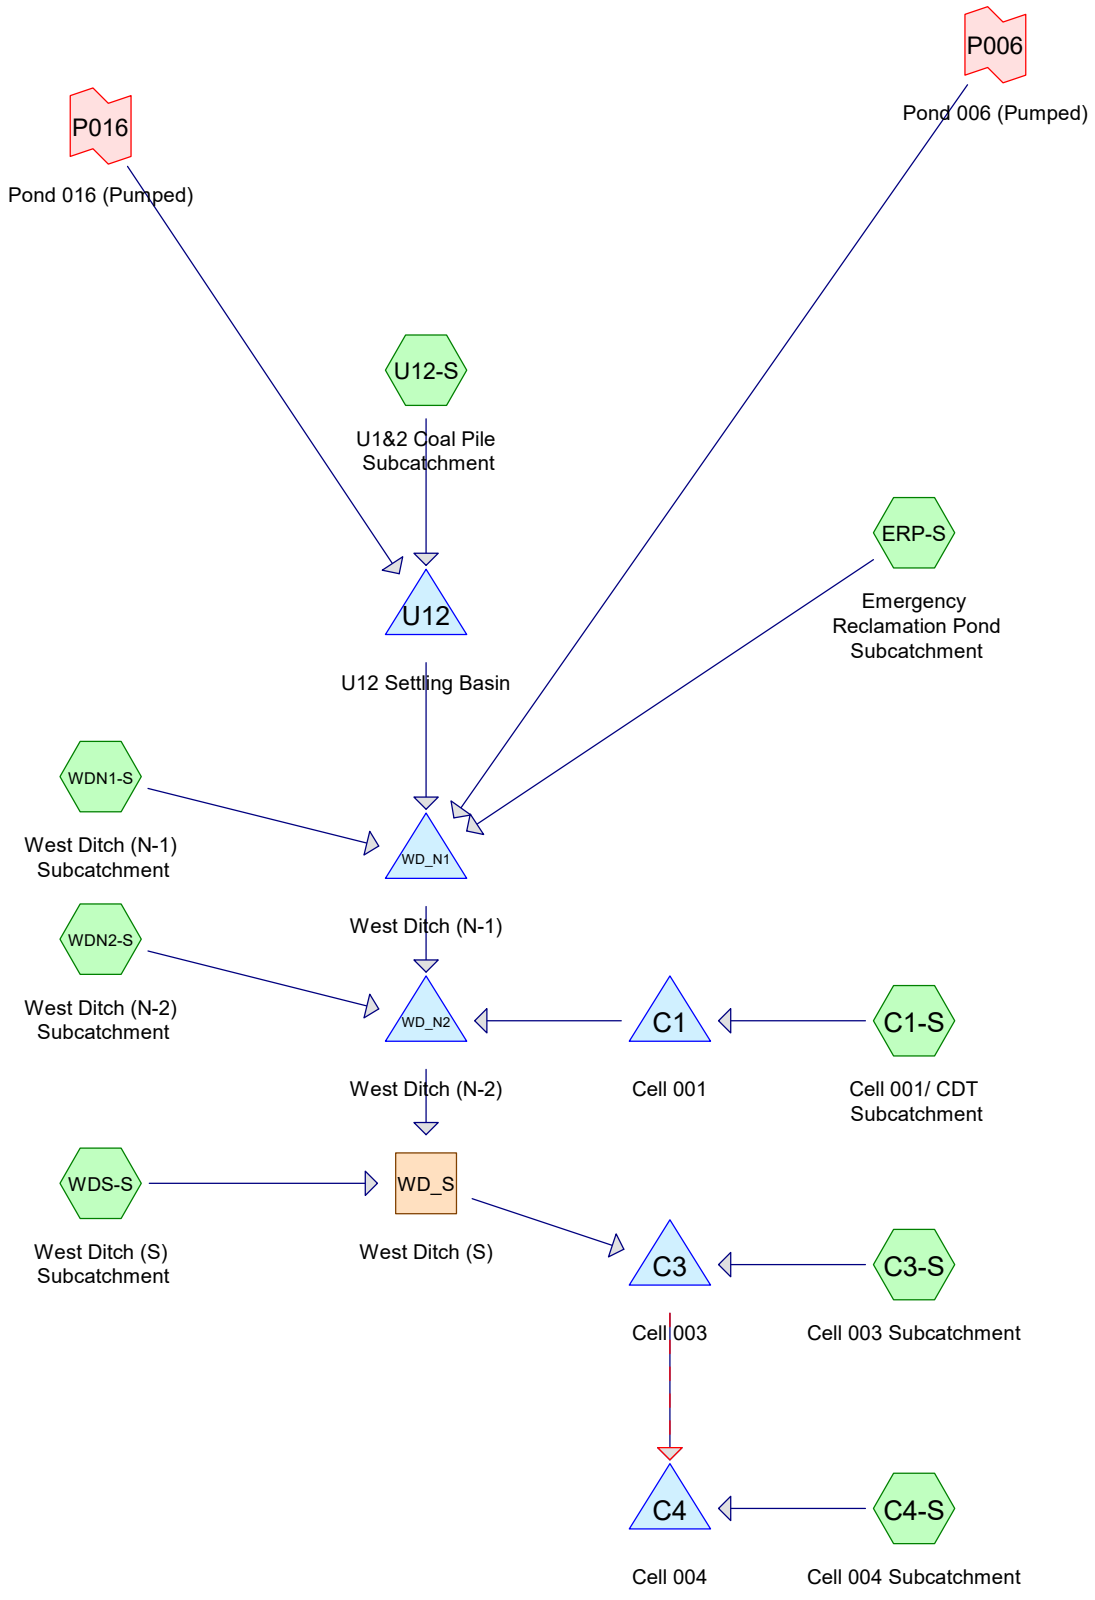 P006
Pond 006 (Pumped)
P016
Pond 016 (Pumped)
U12-S
U1&2 Coal Pile
Subcatchment
ERP-S
Emergency
Reclamation Pond
Subcatchment
U12
U12 Settling Basin
WDN1-S
West Ditch (N-1)
Subcatchment
WD_N1
West Ditch (N-1)
WDN2-S
West Ditch (N-2)
Subcatchment
WD_N2
West Ditch (N-2)
C1
Cell 001
C1-S
Cell 001/ CDT
Subcatchment
WDS-S
West Ditch (S)
Subcatchment
WD_S
West Ditch (S)
C3
Cell 003
C3-S
Cell 003 Subcatchment
C4
Cell 004
C4-S
Cell 004 Subcatchment